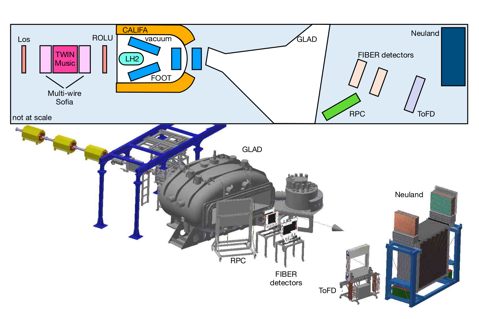 Los
TWIN
Music
ROLU
CALIFA
vacuum
LH2
FOOT
Multi-wire
Sofia
not at scale
GLAD
FIBER detectors
Neuland
RPC
ToFD
GLAD
RPC
FIBER
detectors
ToFD
Neuland